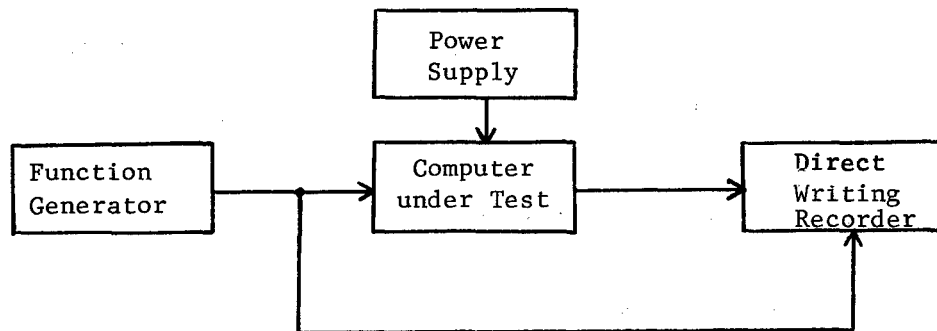 Power
Supply
Function
Generator
Computer
under Test
Direct
Writing
Recorder